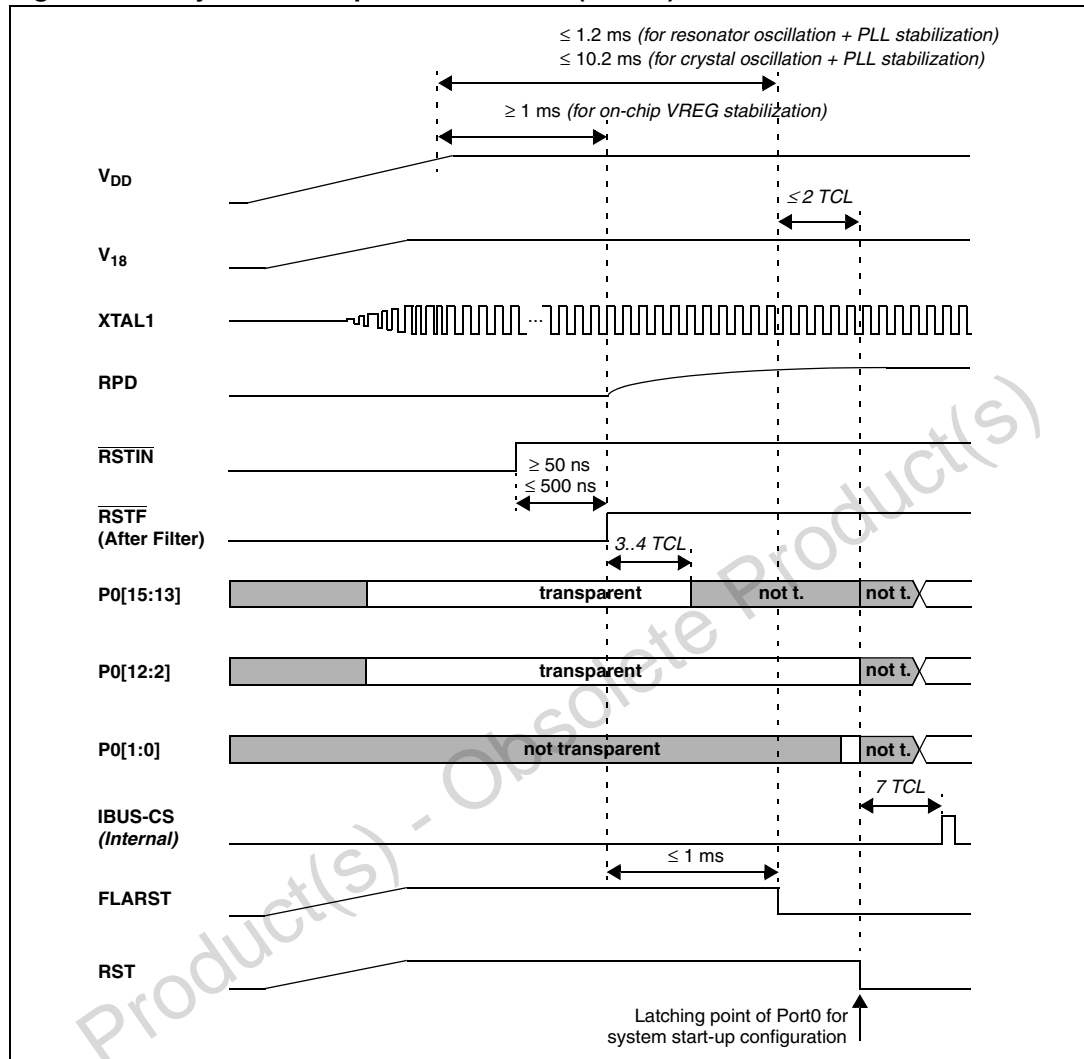 ≤ 1.2 ms (for resonator oscillation + PLL stabilization)
≤ 10.2 ms (for crystal oscillation + PLL stabilization)
≥ 1 ms (for on-chip VREG stabilization)
VDD
≤ 2 TCL
V18
XTAL1
...
RPD
RSTIN
≥ 50 ns
≤ 500 ns
RSTF
(After Filter)
3..4 TCL
P0[15:13]
transparent
not t.
not t.
P0[12:2]
transparent
not t.
P0[1:0]
not transparent
not t.
IBUS-CS
(Internal)
7 TCL
≤ 1 ms
FLARST
RST
Latching point of Port0 for
system start-up configuration
Product(s) - Obsolete Product(s)